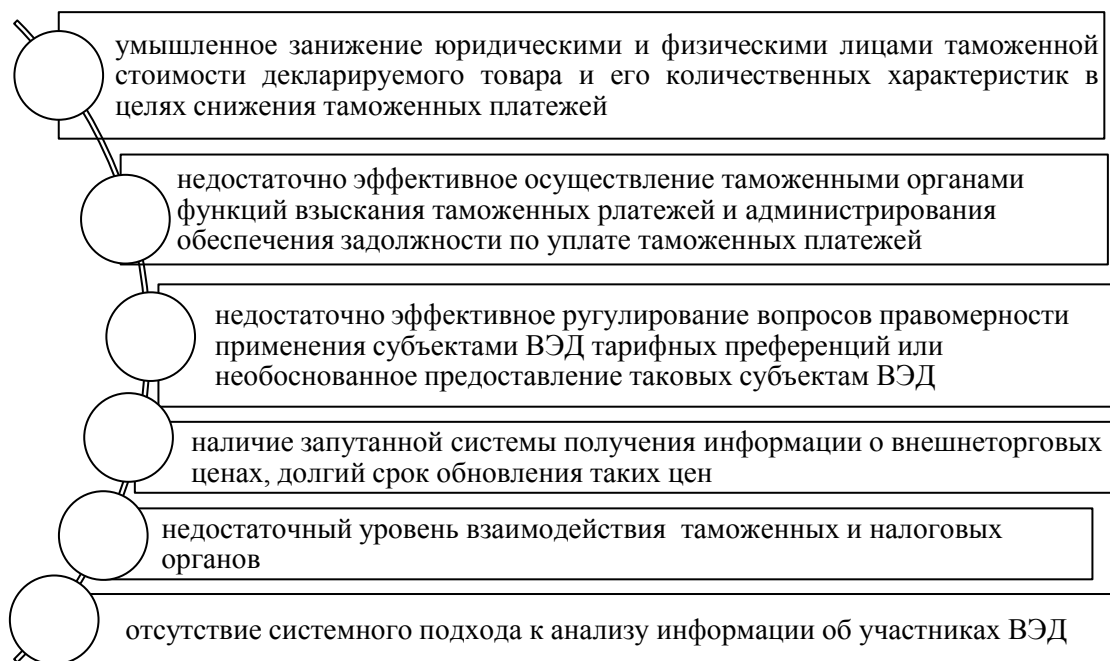 умышленное занижение юридическими и физическими лицами таможенной
стоимости декларируемого товара и его количественных характеристик в
целях снижения таможенных платежей
недостаточно эффективное осуществление таможенными органами
функций взыскания таможенных рлатежей и администрирования
обеспечения задолжности по уплате таможенных платежей
недостаточно эффективное ругулирование вопросов правомерности
применения субъектами ВЭД тарифных преференций или
необоснованное предоставление таковых субъектам ВЭД
наличие запутанной системы получения информации о внешнеторговых
ценах, долгий срок обновления таких цен
недостаточный уровень взаимодействия таможенных и налоговых
органов
отсутствие системного подхода к анализу информации об участниках ВЭД